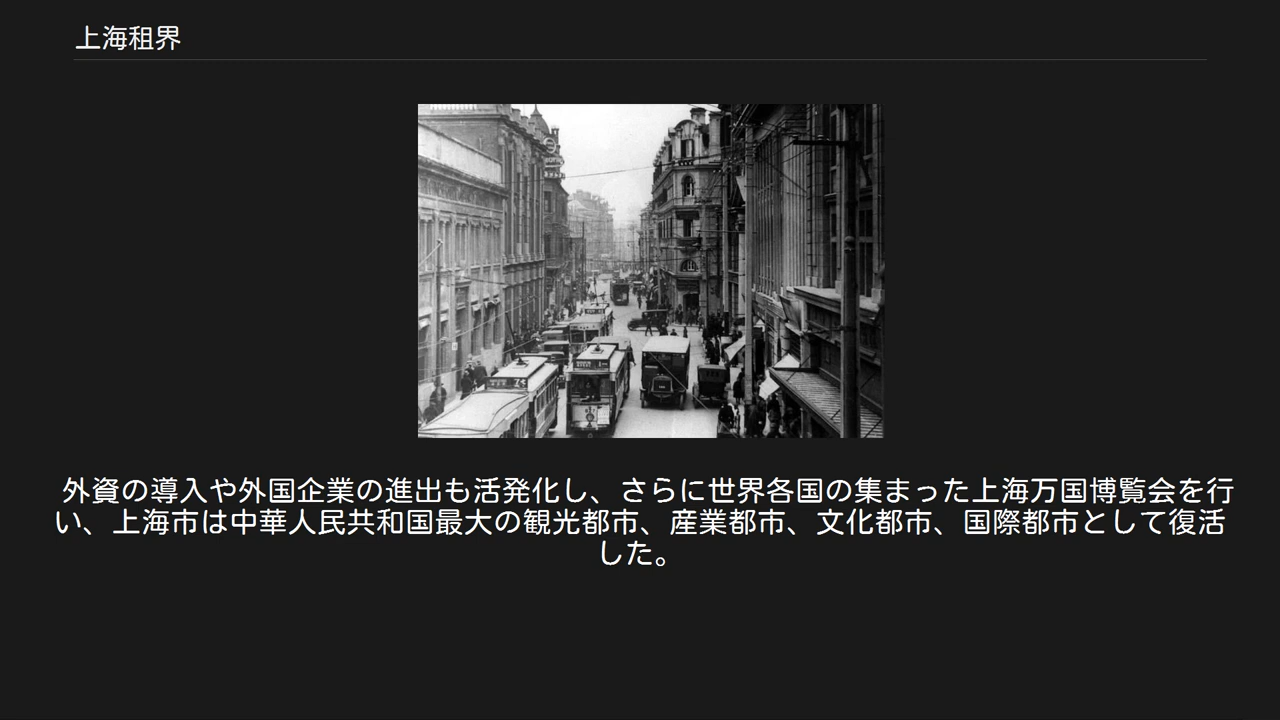 上海租界
外資の導入や外国企業の進出も活発化し、さらに世界各国の集まった上海万国博覧会を行
い、上海市は中華人民共和国最大の観光都市、産業都市、文化都市、国際都市として復活
した。